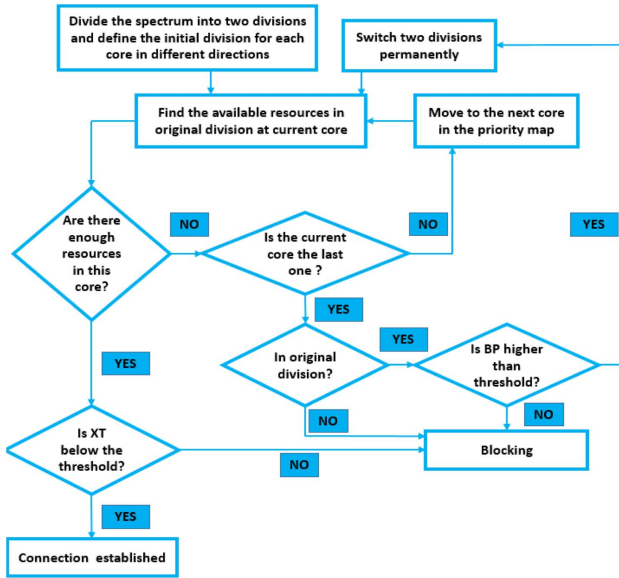 Divide the spectrum into two divisions
and define the initial division for each
core in different directions
Switch two divisions
permanently
Find the available resources in
original division at current core
Move to the next core
in the priority map
Are there
enough
resources
in this
core?
NO
Is the current
core the last
one ?
NO
YES
YES
YES
In original
division?
YES
Is BP higher
than
threshold?
NO
NO
Is XT
below the
threshold?
NO
Blocking
YES
Connection established